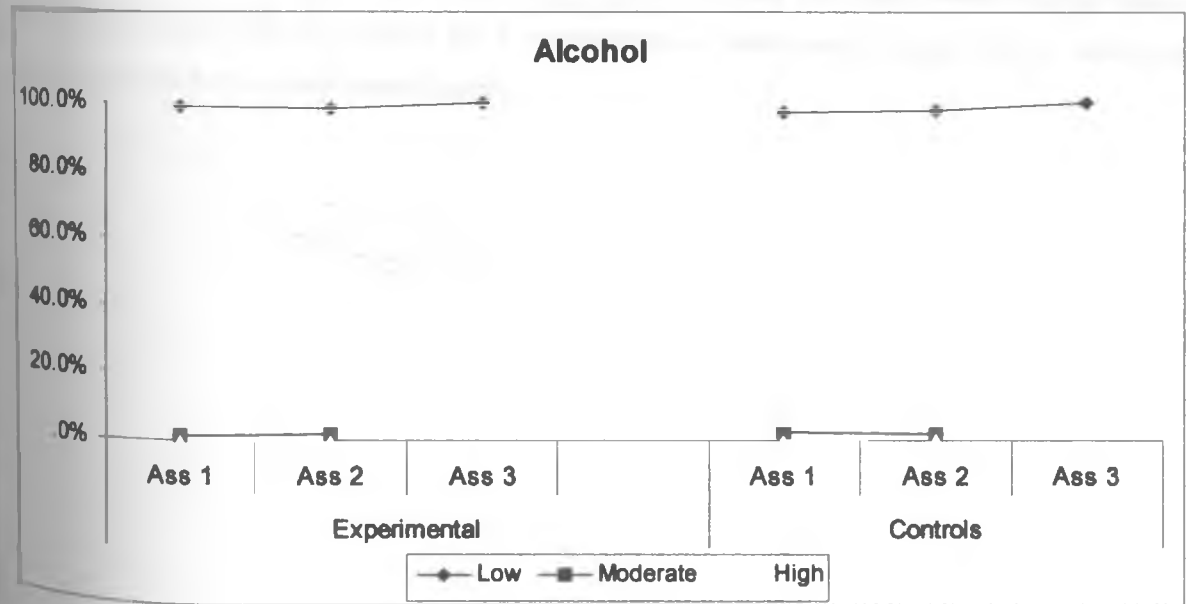 Alcohol
100.0%
80.0%
60.0%
40.0%
20.0%
.0%
Ass 1 Ass 2 Ass 3 Ass 1 Ass 2 Ass 3
Experimental Controls
Low Moderate High